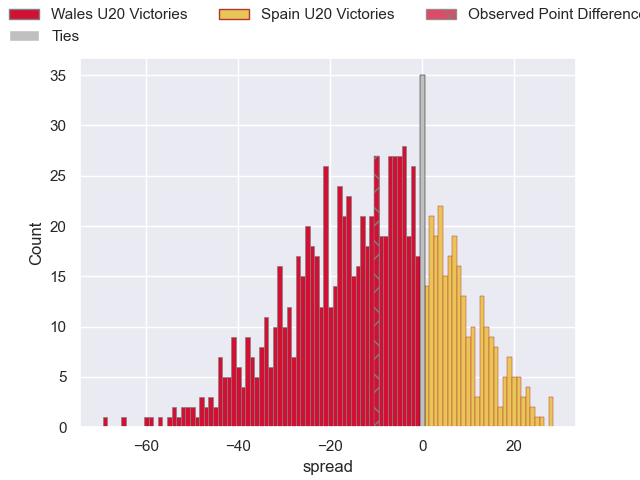 Wales U20 Victories
Spain U20 Victories
Observed Point Difference
Ties
35
30
25
20
15
10
5
0
Count
−60
−40
−20
0
20
spread